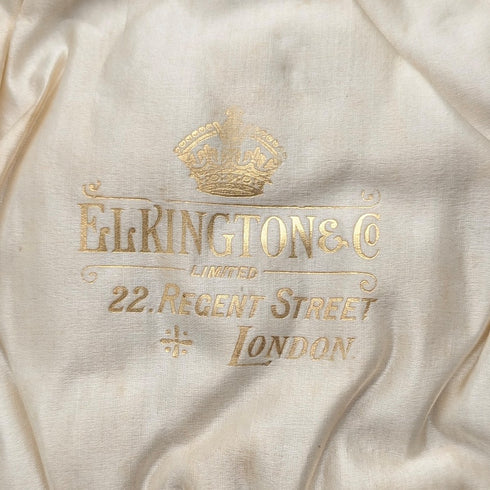 ELKINGTON & CO
LIMITED
22. REGENT STREET
LONDON.